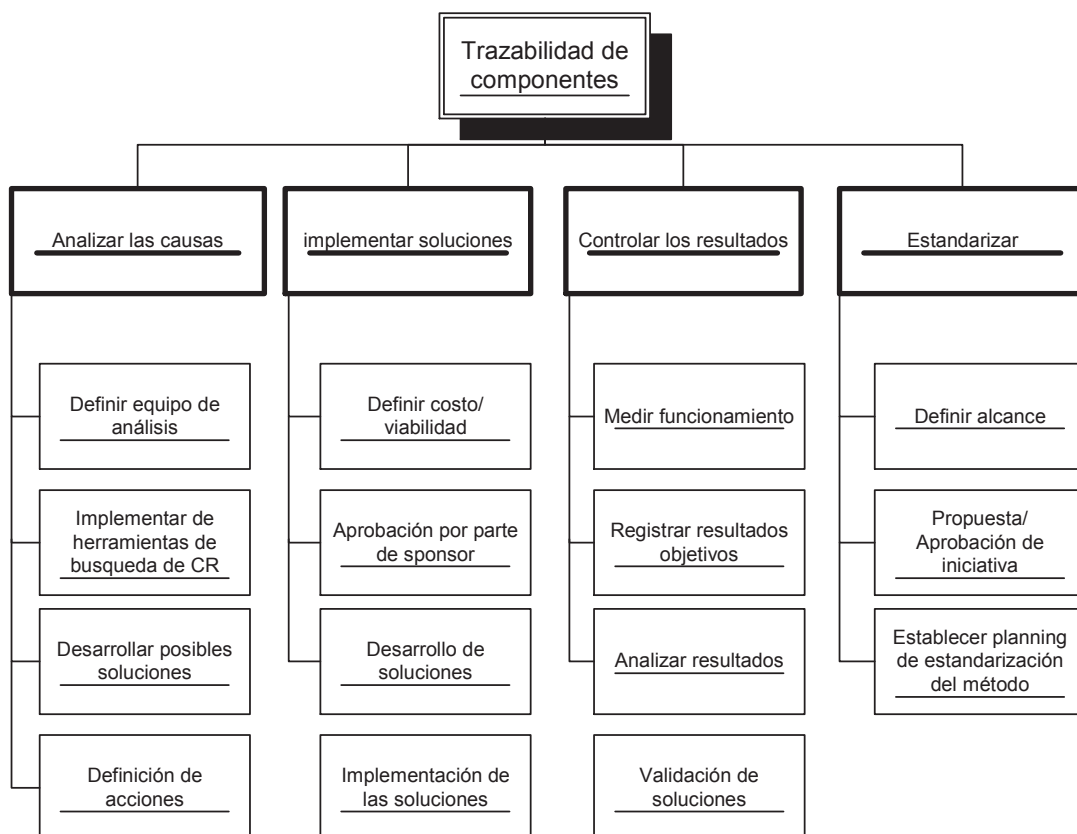 Trazabilidad de
componentes
Analizar las causas
implementar soluciones
Controlar los resultados
Estandarizar
Definir equipo de
análisis
Definir costo/
viabilidad
Medir funcionamiento
Definir alcance
Implementar de
herramientas de
busqueda de CR
Aprobación por parte
de sponsor
Registrar resultados
objetivos
Propuesta/
Aprobación de
iniciativa
Desarrollar posibles
soluciones
Desarrollo de
soluciones
Analizar resultados
Establecer planning
de estandarización
del método
Definición de
acciones
Implementación de
las soluciones
Validación de
soluciones